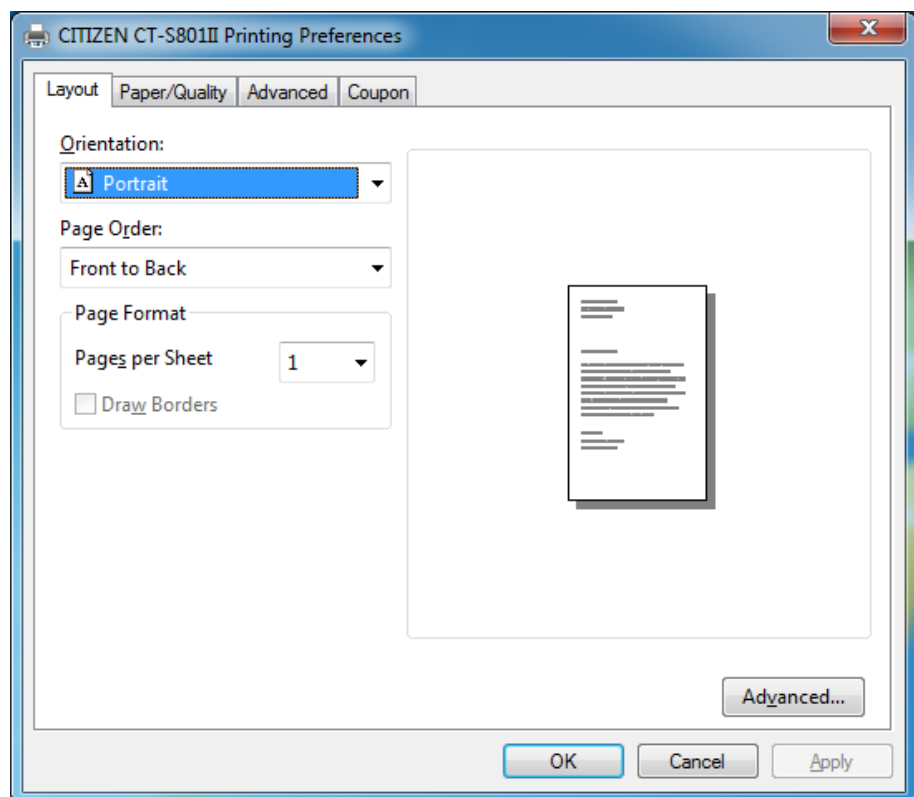 CITIZEN CT-S801II Printing Preferences
Layout Paper/Quality Advanced Coupon
Orientation:
A Portrait
Page Order:
Front to Back
Page Format
Pages per Sheet 1
Draw Borders
Advanced...
OK Cancel Apply